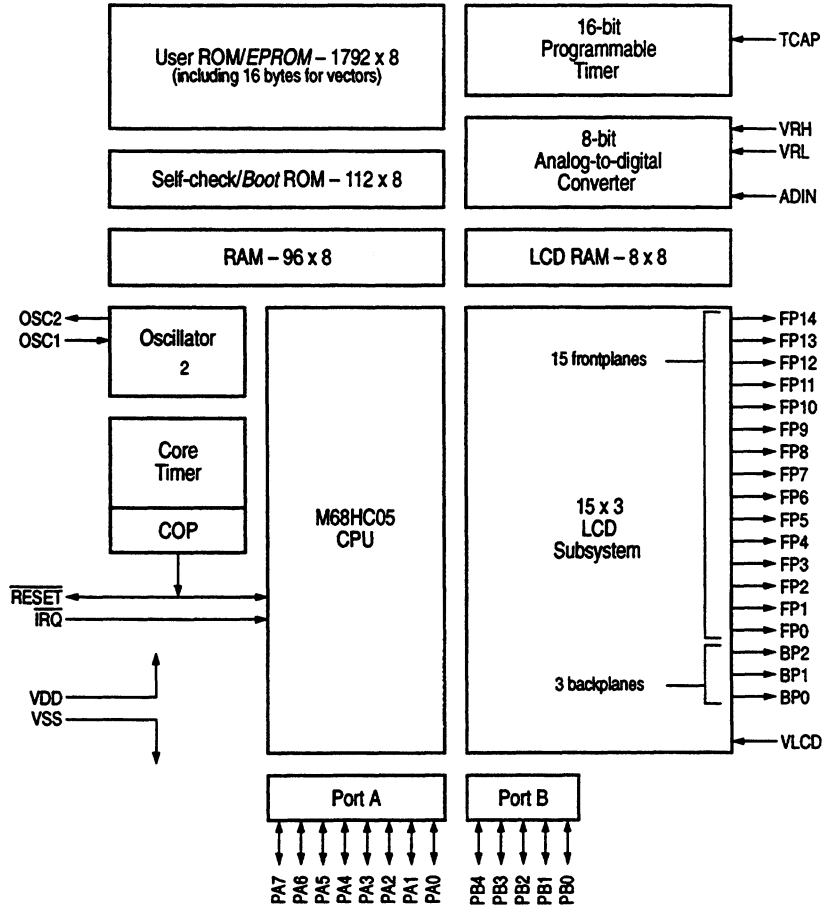 User ROM/EPROM – 1792 x 8
(including 16 bytes for vectors)
16-bit
Programmable
Timer
TCAP
Self-check/Boot ROM – 112 x 8
8-bit
Analog-to-digital
Converter
VRH
VRL
ADIN
RAM – 96 x 8
LCD RAM – 8 x 8
OSC2
OSC1
Oscillator
2
Core
Timer
COP
RESET
IRQ
VDD
VSS
M68HC05
CPU
15 frontplanes
15 x 3
LCD
Subsystem
3 backplanes
FP14
FP13
FP12
FP11
FP10
FP9
FP8
FP7
FP6
FP5
FP4
FP3
FP2
FP1
FP0
BP2
BP1
BP0
VLCD
Port A
Port B
PA7
PA6
PA5
PA4
PA3
PA2
PA1
PA0
PB4
PB3
PB2
PB1
PB0